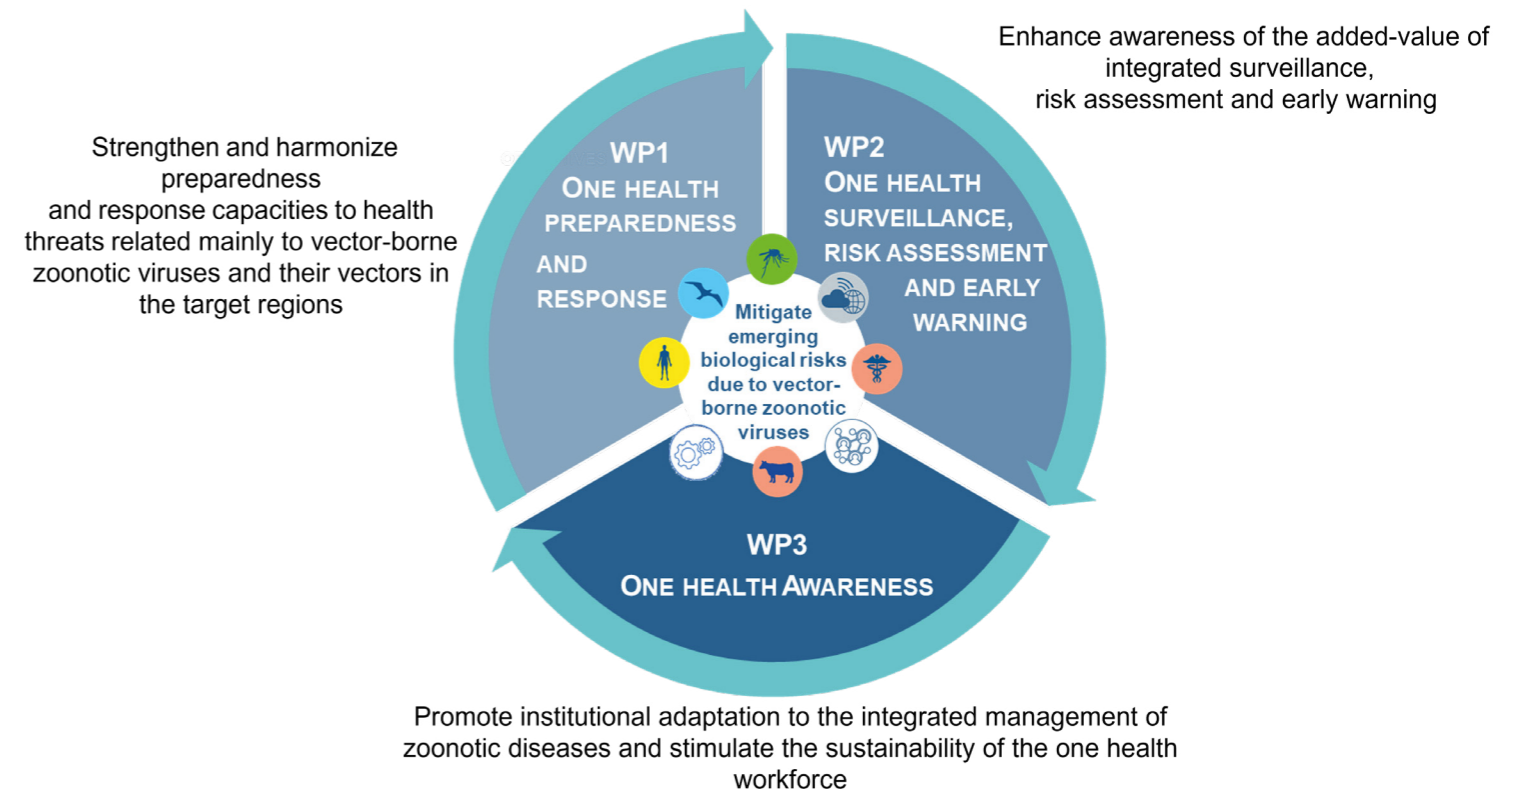 Enhance awareness of the added-value of
integrated surveillance,
risk assessment and early warning
Strengthen and harmonize
preparedness
and response capacities to health
threats related mainly to vector-borne
zoonotic viruses and their vectors in
the target regions
WP1
ONE HEALTH
PREPAREDNESS
AND
RESPONSE
WP2
ONE HEALTH
SURVEILLANCE,
RISK ASSESSMENT
AND EARLY
WARNING
Mitigate
emerging
biological risks
due to vector-
borne zoonotic
viruses
WP3
ONE HEALTH AWARENESS
Promote institutional adaptation to the integrated management of
zoonotic diseases and stimulate the sustainability of the one health
workforce